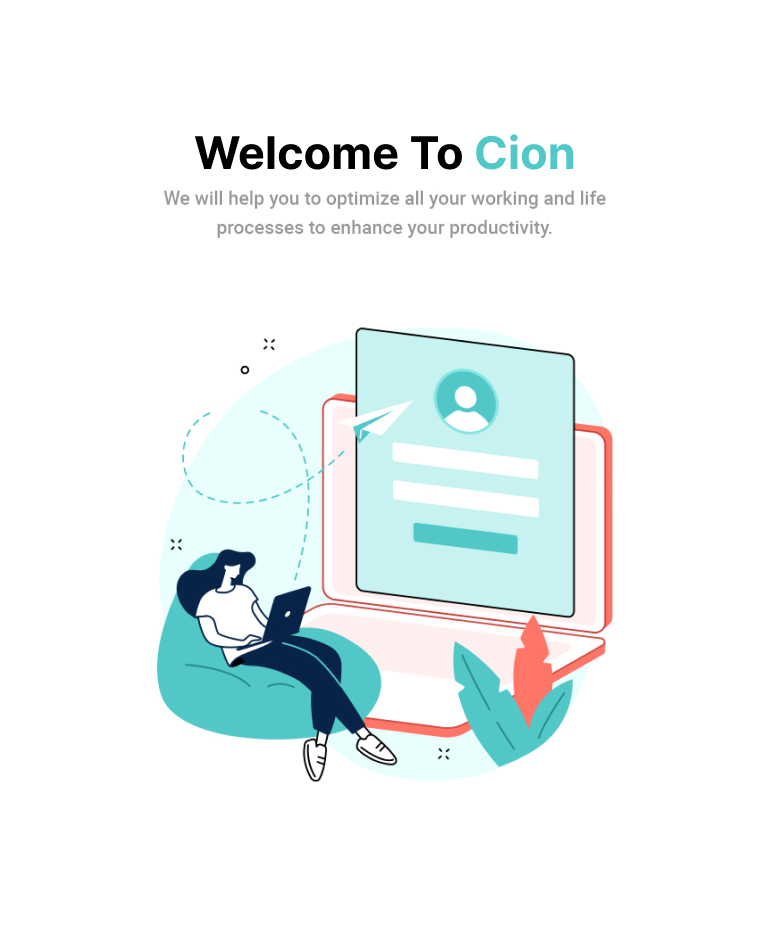 Welcome To Cion
We will help you to optimize all your working and life
processes to enhance your productivity.